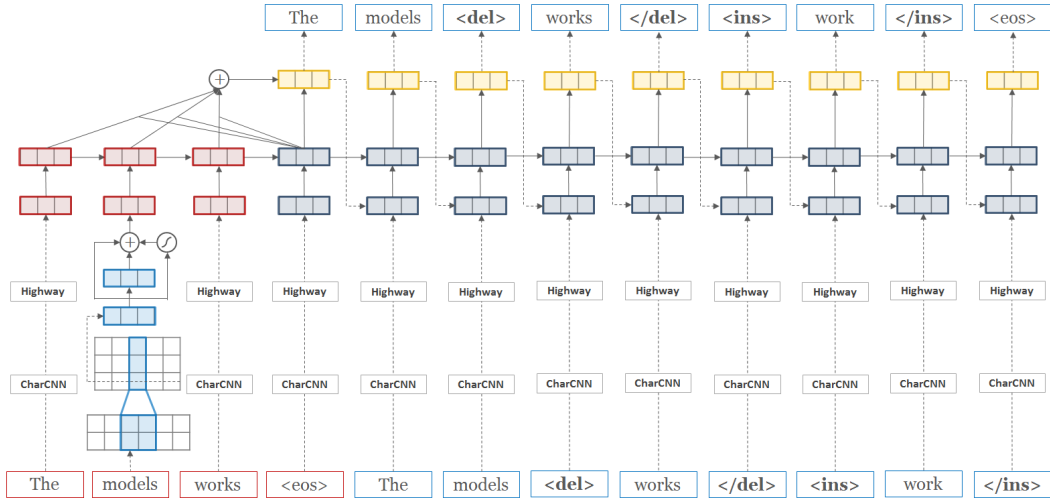 The models <del> works </del> <ins> work </ins> <eos>
+
+
Highway Highway Highway Highway Highway Highway Highway Highway Highway Highway Highway
CharCNN CharCNN CharCNN CharCNN CharCNN CharCNN CharCNN CharCNN CharCNN CharCNN CharCNN
The models works <eos> The models <del> works </del> <ins> work </ins>